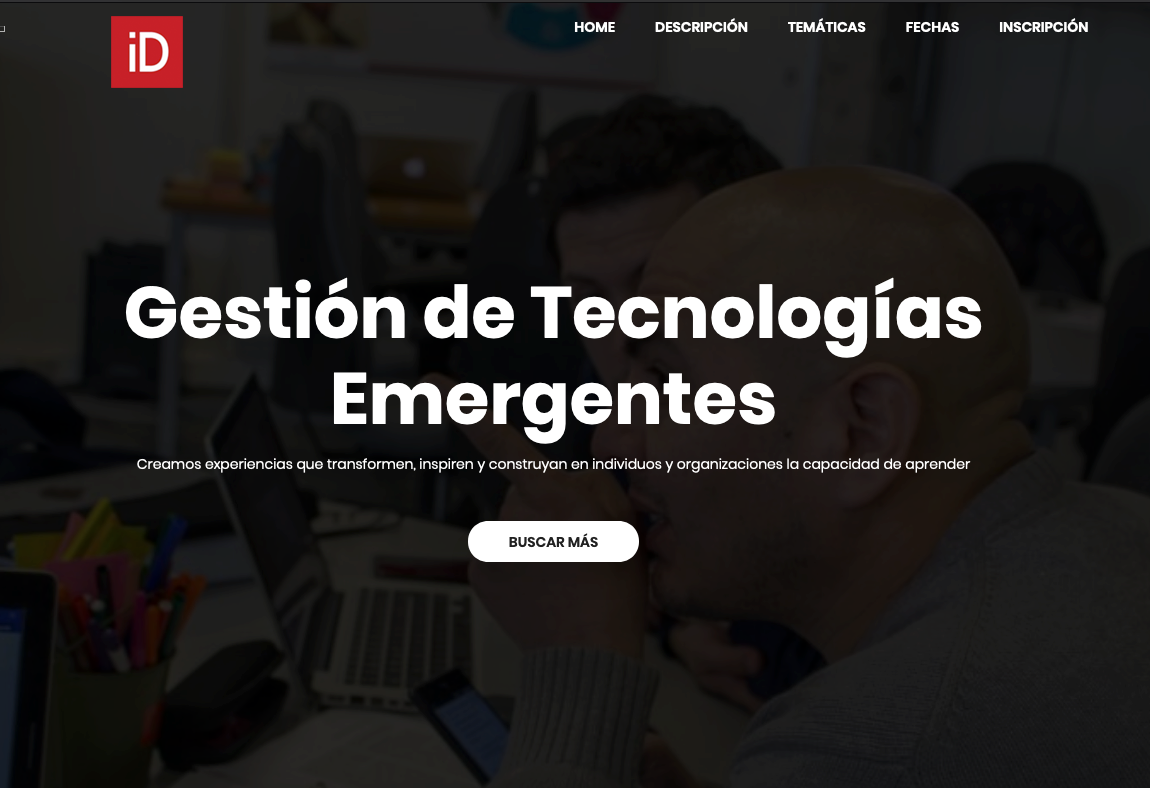 iD
HOME DESCRIPCIÓN TEMÁTICAS FECHAS INSCRIPCIÓN
Gestión de Tecnologías
Emergentes
Creamos experiencias que transformen, inspiren y construyan en individuos y organizaciones la capacidad de aprender
BUSCAR MÁS